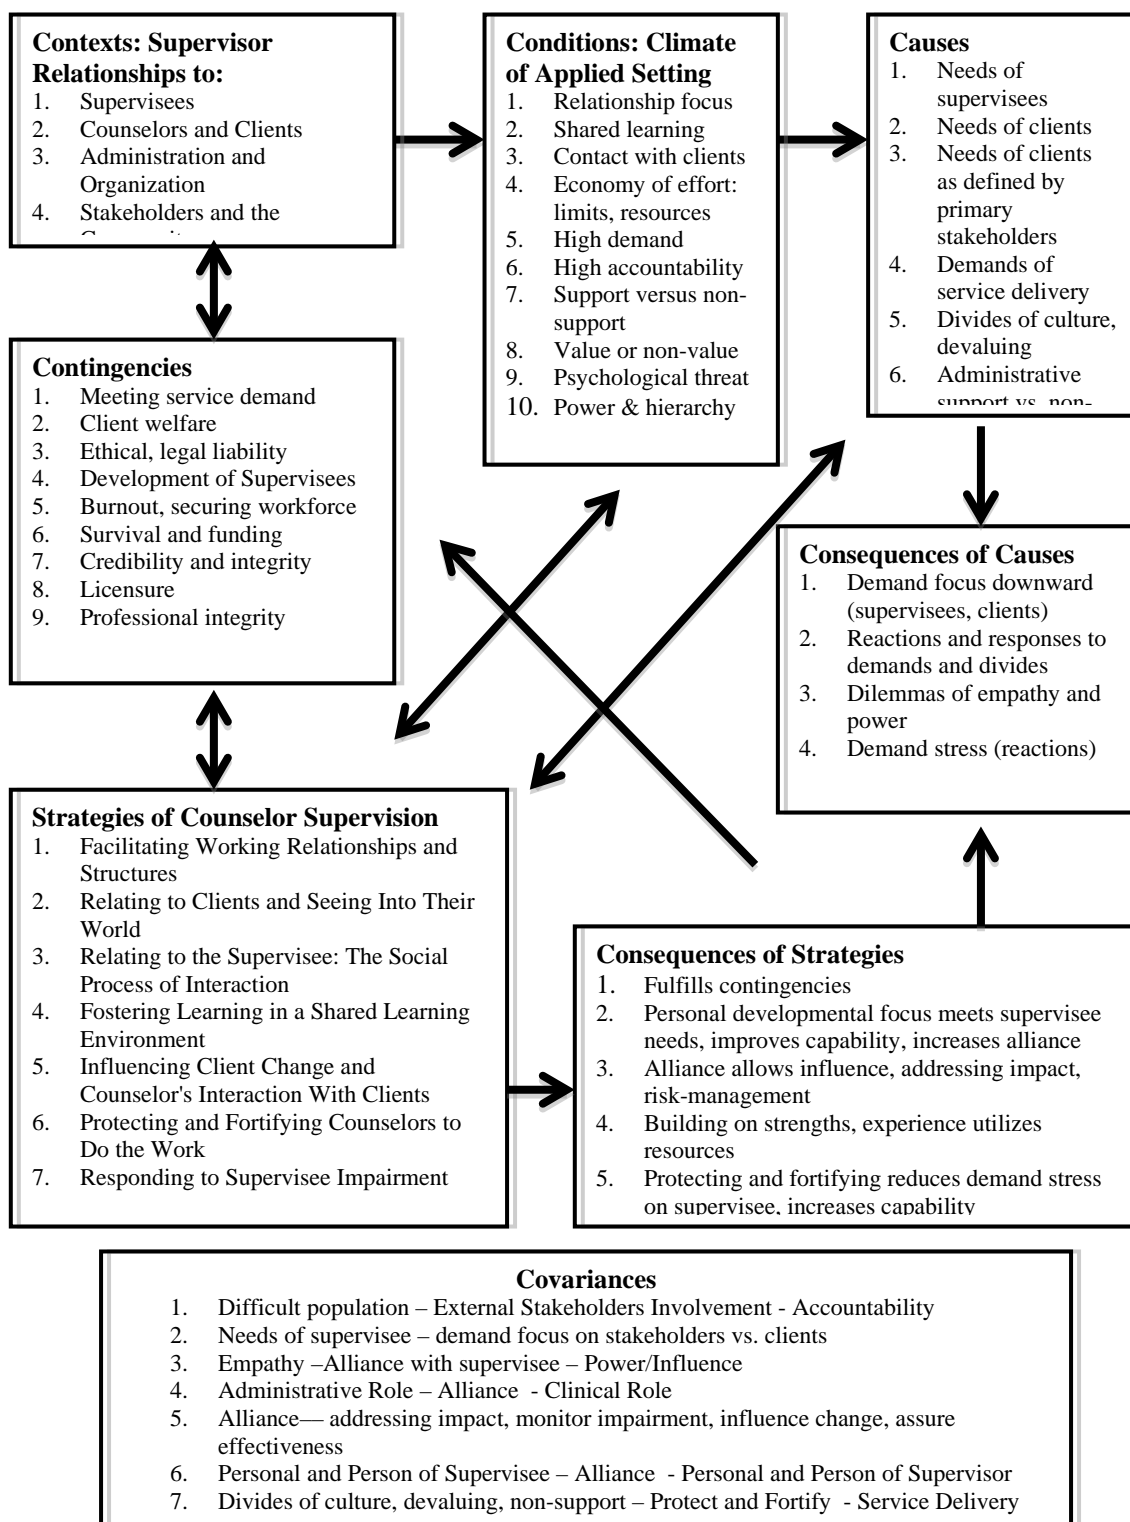 Contexts: Supervisor
Relationships to:
1. Supervisees
2. Counselors and Clients
3. Administration and
Organization
4. Stakeholders and the
Conditions: Climate
of Applied Setting
1. Relationship focus
2. Shared learning
3. Contact with clients
4. Economy of effort:
limits, resources
5. High demand
6. High accountability
7. Support versus non-
support
8. Value or non-value
9. Psychological threat
10. Power & hierarchy
Causes
1. Needs of
supervisees
2. Needs of clients
3. Needs of clients
as defined by
primary
stakeholders
4. Demands of
service delivery
5. Divides of culture,
devaluing
6. Administrative
support vs. non-
Contingencies
1. Meeting service demand
2. Client welfare
3. Ethical, legal liability
4. Development of Supervisees
5. Burnout, securing workforce
6. Survival and funding
7. Credibility and integrity
8. Licensure
9. Professional integrity
Consequences of Causes
1. Demand focus downward
(supervisees, clients)
2. Reactions and responses to
demands and divides
3. Dilemmas of empathy and
power
4. Demand stress (reactions)
Strategies of Counselor Supervision
1. Facilitating Working Relationships and
Structures
2. Relating to Clients and Seeing Into Their
World
3. Relating to the Supervisee: The Social
Process of Interaction
4. Fostering Learning in a Shared Learning
Environment
5. Influencing Client Change and
Counselor's Interaction With Clients
6. Protecting and Fortifying Counselors to
Do the Work
7. Responding to Supervisee Impairment
Consequences of Strategies
1. Fulfills contingencies
2. Personal developmental focus meets supervisee
needs, improves capability, increases alliance
3. Alliance allows influence, addressing impact,
risk-management
4. Building on strengths, experience utilizes
resources
5. Protecting and fortifying reduces demand stress
on supervisee, increases capability
Covariances
1. Difficult population – External Stakeholders Involvement - Accountability
2. Needs of supervisee – demand focus on stakeholders vs. clients
3. Empathy –Alliance with supervisee – Power/Influence
4. Administrative Role – Alliance - Clinical Role
5. Alliance— addressing impact, monitor impairment, influence change, assure
effectiveness
6. Personal and Person of Supervisee – Alliance - Personal and Person of Supervisor
7. Divides of culture, devaluing, non-support – Protect and Fortify - Service Delivery